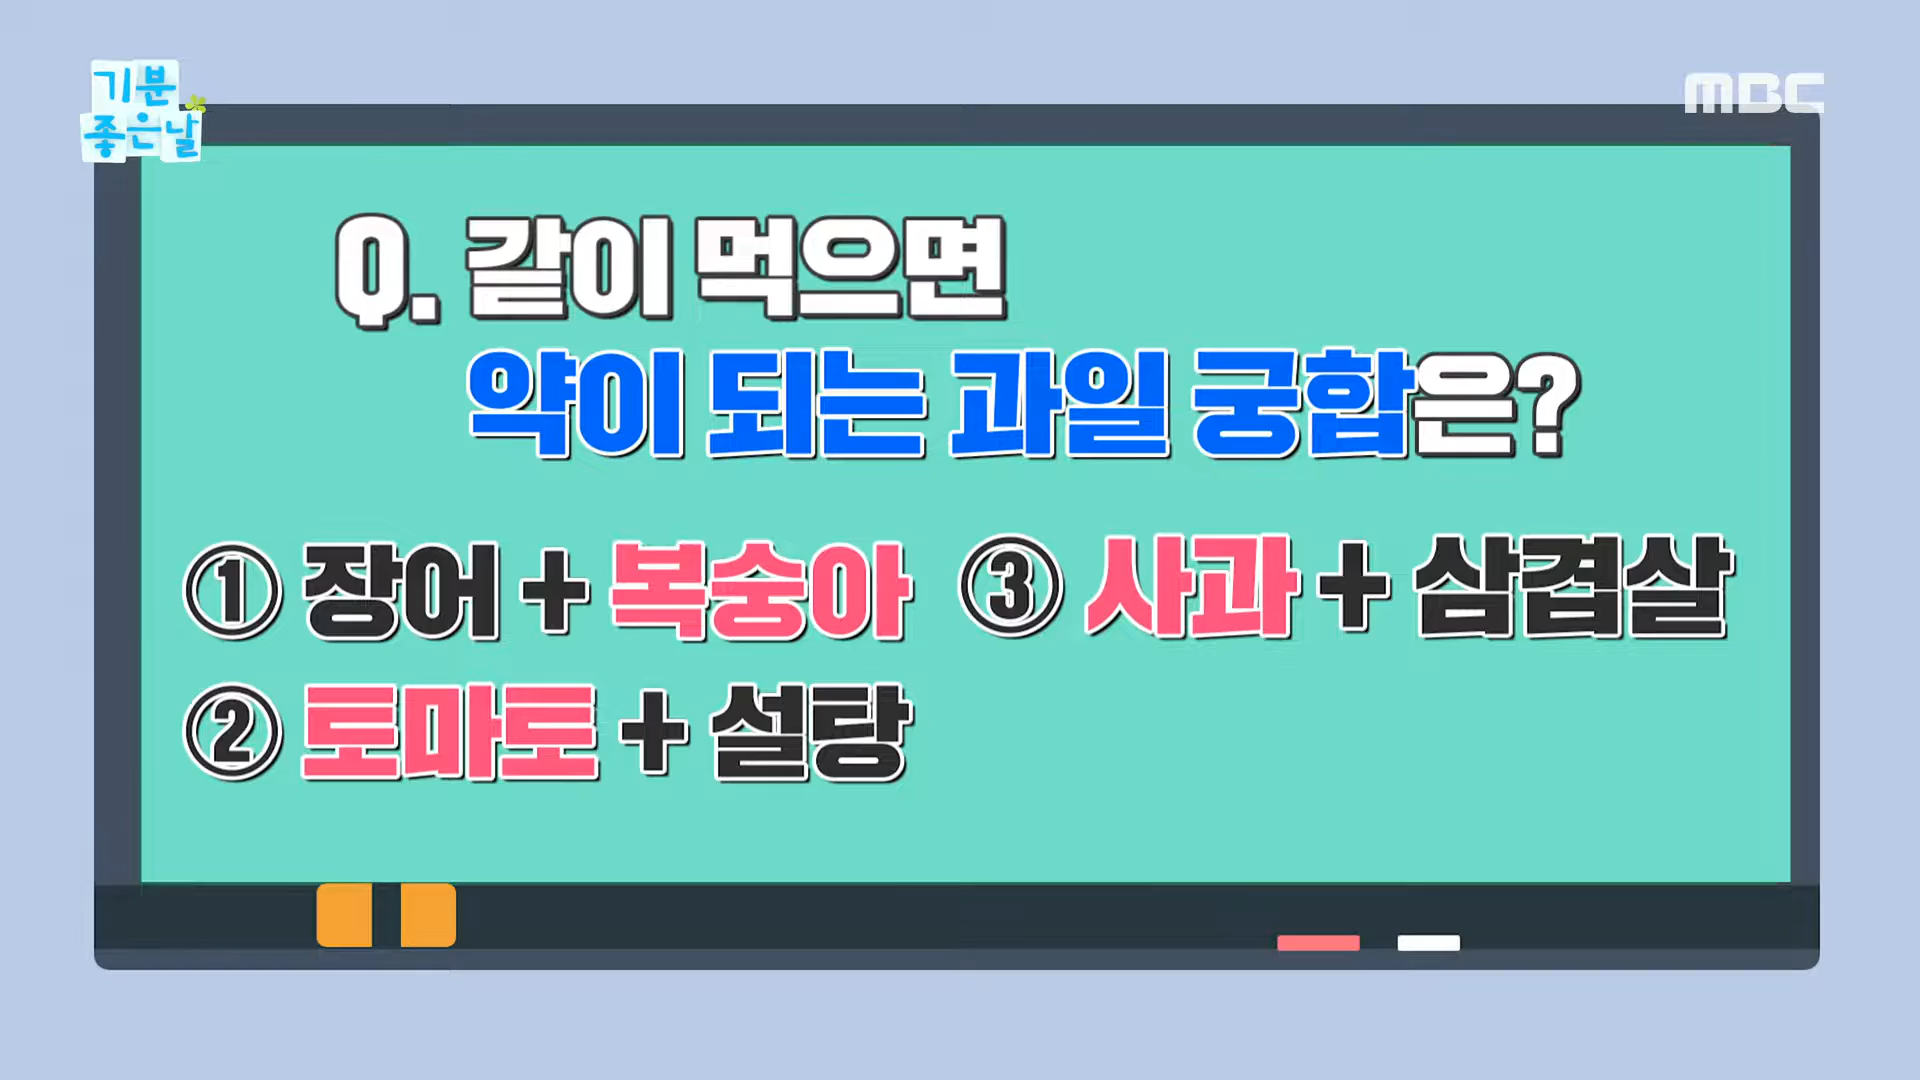 기분
좋은날
MBC
Q. 같이 먹으면
약이 되는 과일 궁합은?
① 장어 + 복숭아
② 토마토 + 설탕
③ 사과 + 삼겹살